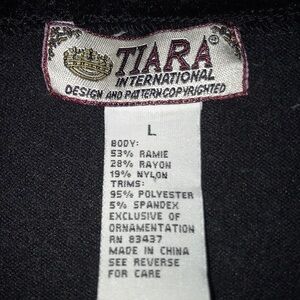 TIARA®
INTERNATIONAL
DESIGN AND PATTERN COPYRIGHTED
L
BODY:
53% RAMIE
28% RAYON
19% NYLON
TRIMS:
95% POLYESTER
5% SPANDEX
EXCLUSIVE OF
ORNAMENTATION
RN 83437
MADE IN CHINA
SEE REVERSE
FOR CARE